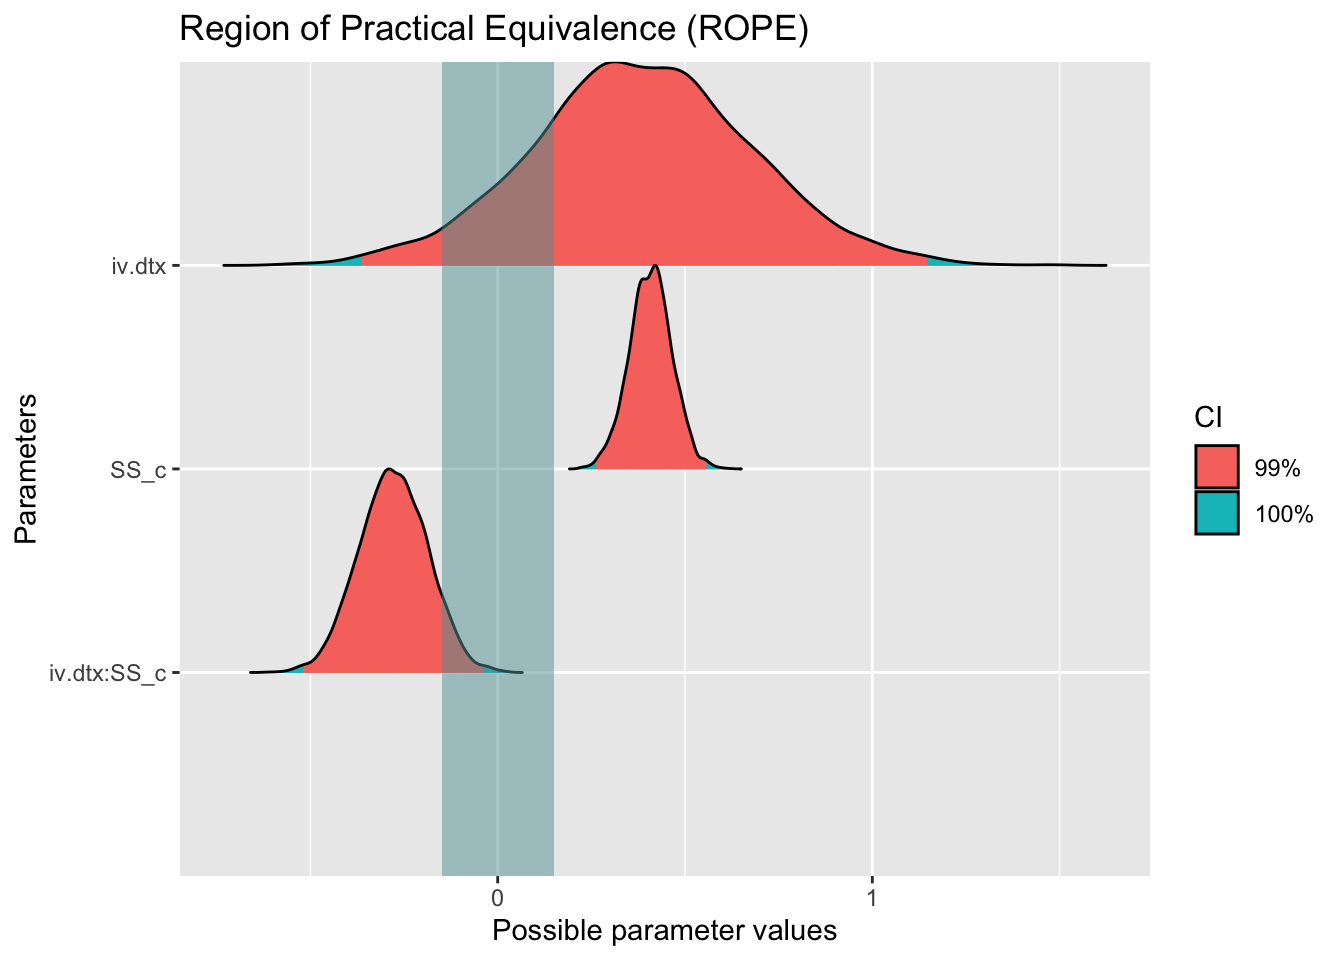 Region of Practical Equivalence (ROPE)
iv.dtx
SS_c
iv.dtx:SS_c
Parameters
0
1
Possible parameter values
CI
99%
100%